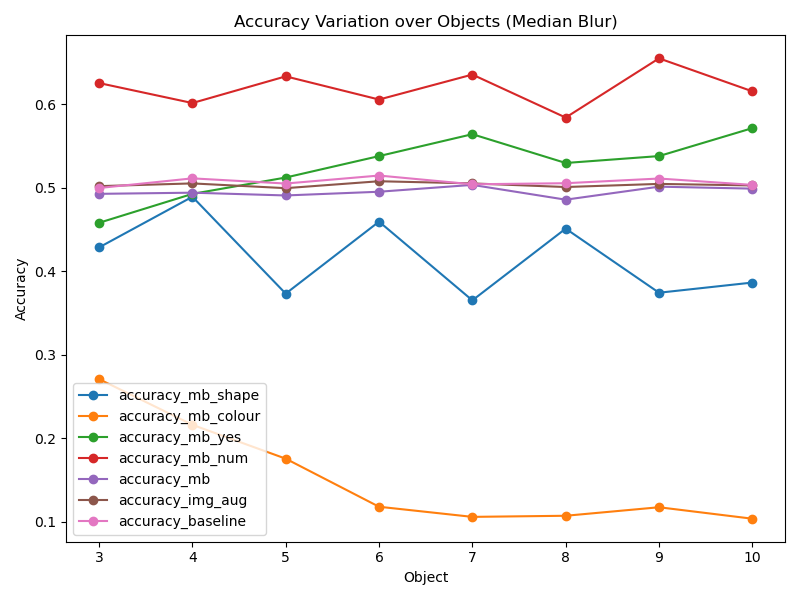 Accuracy Variation over Objects (Median Blur)
Accuracy
0.6
0.5
0.4
0.3
0.2
0.1
accuracy_mb_shape
accuracy_mb_colour
accuracy_mb_yes
accuracy_mb_num
accuracy_mb
accuracy_img_aug
accuracy_baseline
3 4 5 6 7 8 9 10
Object